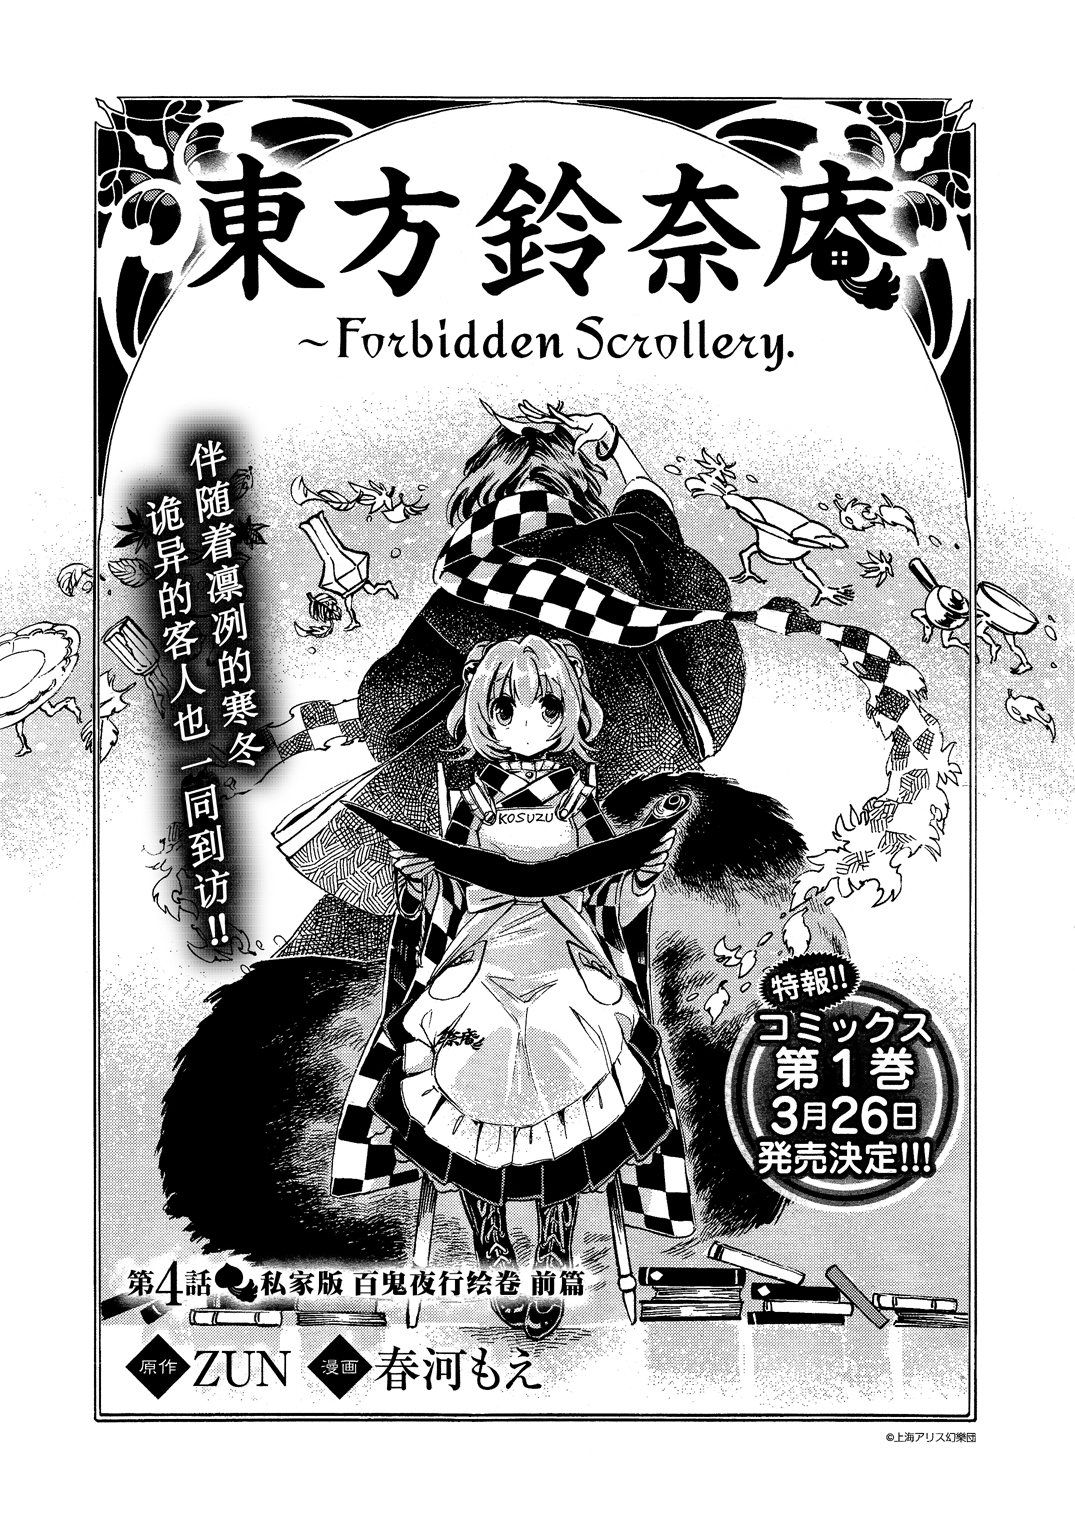 東方鈴奈庵
~Forbidden Scrollery.
伴随着凛冽的寒冬
诡异的客人也一同到访!!
KOSUZU
鈴奈庵
特報!!
コミックス
第1巻
3月26日
発売決定!!!
第4話 私家版 百鬼夜行绘卷 前篇
原作 ZUN 漫画 春河もえ
©上海アリス幻樂団